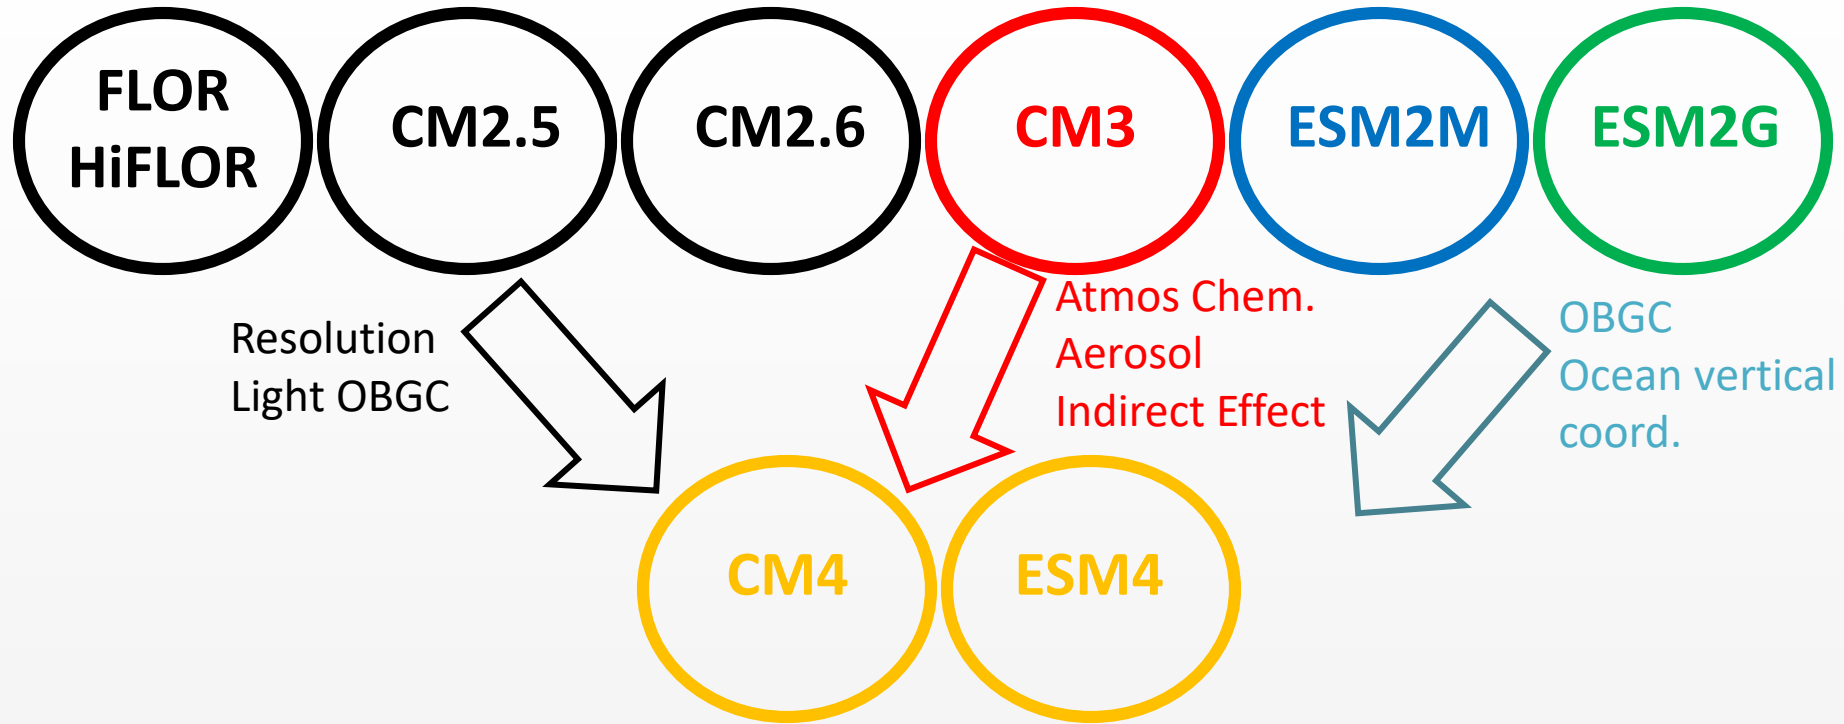 FLOR
HiFLOR
CM2.5
CM2.6
CM3
ESM2M
ESM2G
Resolution
Light OBGC
Atmos Chem.
Aerosol
Indirect Effect
OBGC
Ocean vertical
coord.
CM4
ESM4